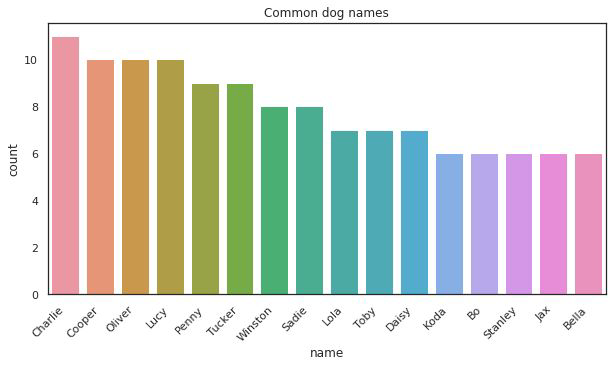 Common dog names
count
10
8
6
4
2
0
Charlie
Cooper
Oliver
Lucy
Penny
Tucker
Winston
Sadie
Lola
Toby
Daisy
Koda
Bo
Stanley
Jax
Bella
name